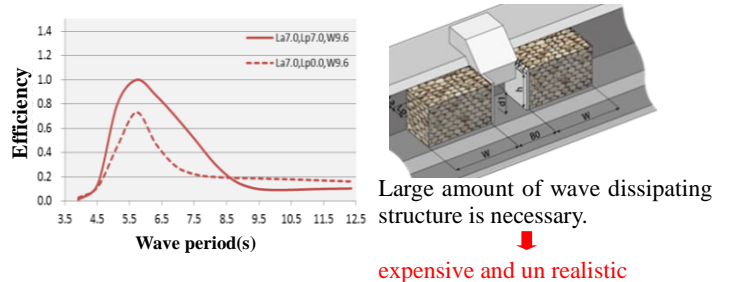 1.4
1.2
1.0
0.8
0.6
0.4
0.2
0.0
Efficiency
La7.0,Lp7.0,W9.6
La7.0,Lp0.0,W9.6
3.5 4.5 5.5 6.5 7.5 8.5 9.5 10.5 11.5 12.5
Wave period(s)
h
d1
Lp
W
B0
W
Large amount of wave dissipating
structure is necessary.
expensive and un realistic